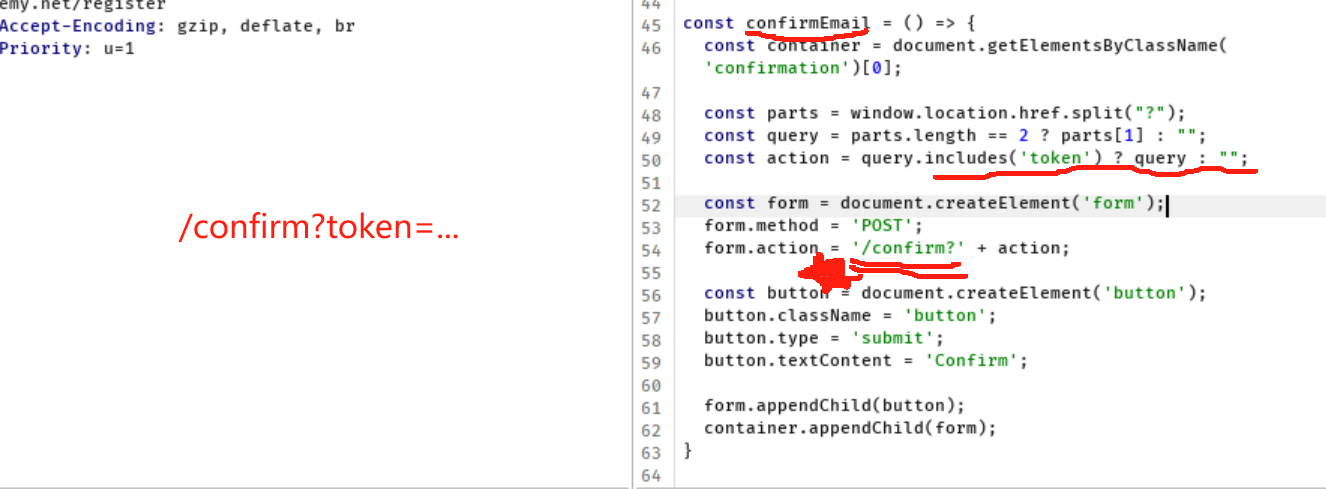 emy.net/register
Accept-Encoding: gzip, deflate, br
Priority: u=1
/confirm?token=...
44
45 const confirmEmail = () => {
46 const container = document.getElementsByClassName(
'confirmation')[0];
47
48 const parts = window.location.href.split("?");
49 const query = parts.length == 2 ? parts[1] : "";
50 const action = query.includes('token') ? query : "";
51
52 const form = document.createElement('form');
53 form.method = 'POST';
54 form.action = '/confirm?' + action;
55
56 const button = document.createElement('button');
57 button.className = 'button';
58 button.type = 'submit';
59 button.textContent = 'Confirm';
60
61 form.appendChild(button);
62 container.appendChild(form);
63 }
64